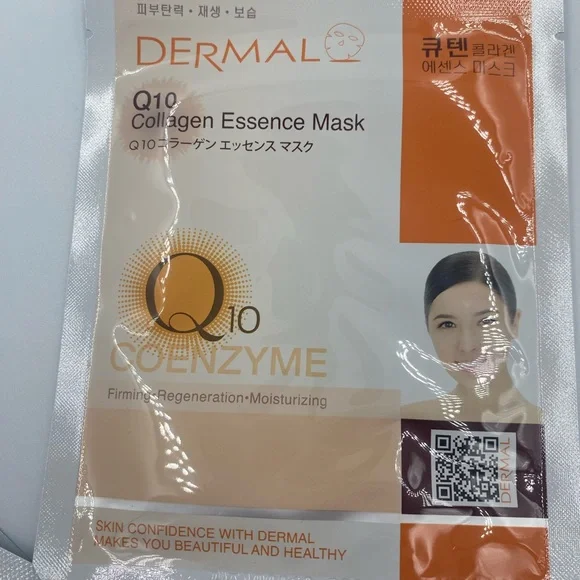 피부탄력 · 재생 · 보습
DERMAL
큐텐 콜라겐
에센스 마스크
Q10
Collagen Essence Mask
Q10コラーゲン エッセンス マスク
Q10
COENZYME
Firming·Regeneration·Moisturizing
DERMAL
SKIN CONFIDENCE WITH DERMAL
MAKES YOU BEAUTIFUL AND HEALTHY